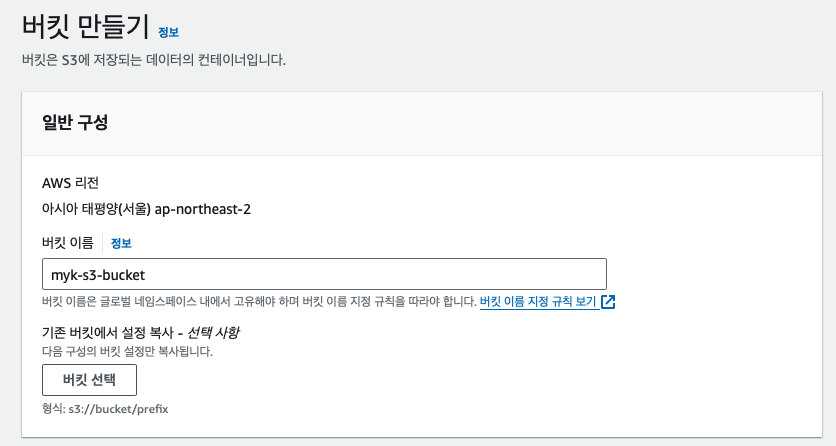 버킷 만들기 정보
버킷은 S3에 저장되는 데이터의 컨테이너입니다.
일반 구성
AWS 리전
아시아 태평양(서울) ap-northeast-2
버킷 이름 정보
myk-s3-bucket
버킷 이름은 글로벌 네임스페이스 내에서 고유해야 하며 버킷 이름 지정 규칙을 따라야 합니다. 버킷 이름 지정 규칙 보기
기존 버킷에서 설정 복사 - 선택 사항
다음 구성의 버킷 설정만 복사됩니다.
버킷 선택
형식: s3://bucket/prefix